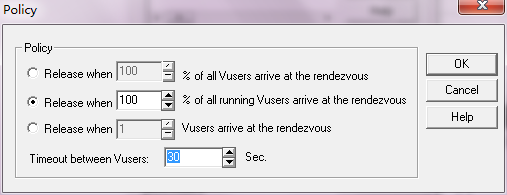 Policy
Policy
Release when 100 % of all Vusers arrive at the rendezvous
Release when 100 % of all running Vusers arrive at the rendezvous
Release when 1 Vusers arrive at the rendezvous
Timeout between Vusers: 30 Sec.
OK
Cancel
Help